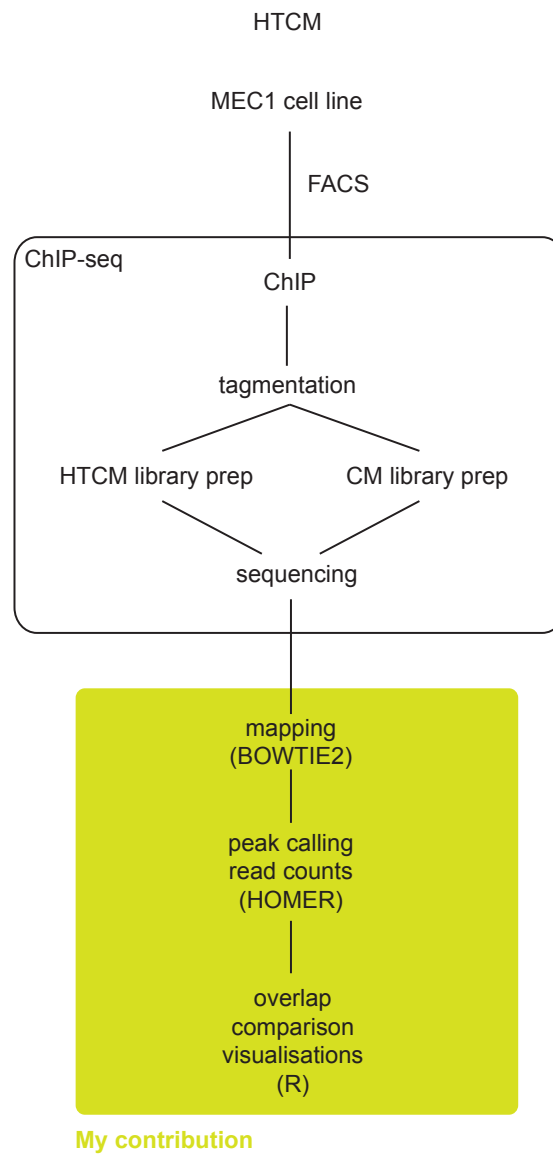 HTCM
MEC1 cell line
FACS
ChIP-seq
ChIP
tagmentation
HTCM library prep
CM library prep
sequencing
mapping
(BOWTIE2)
peak calling
read counts
(HOMER)
overlap
comparison
visualisations
(R)
My contribution